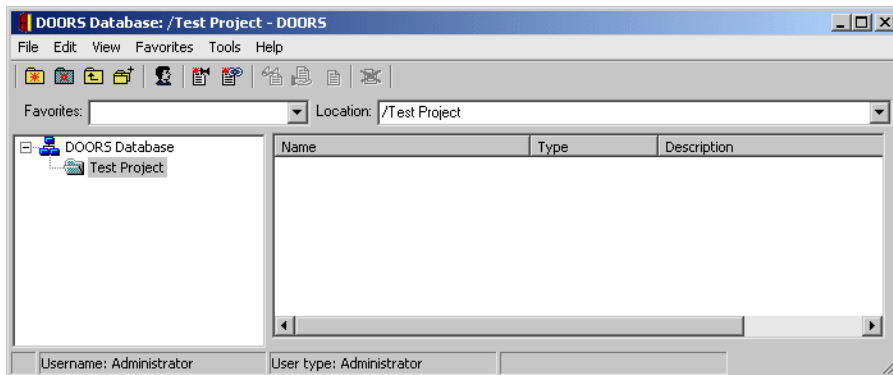 DOORS Database: /Test Project - DOORS
File Edit View Favorites Tools Help
Favorites: Location: /Test Project
DOORS Database
Test Project
Name Type Description
Username: Administrator User type: Administrator